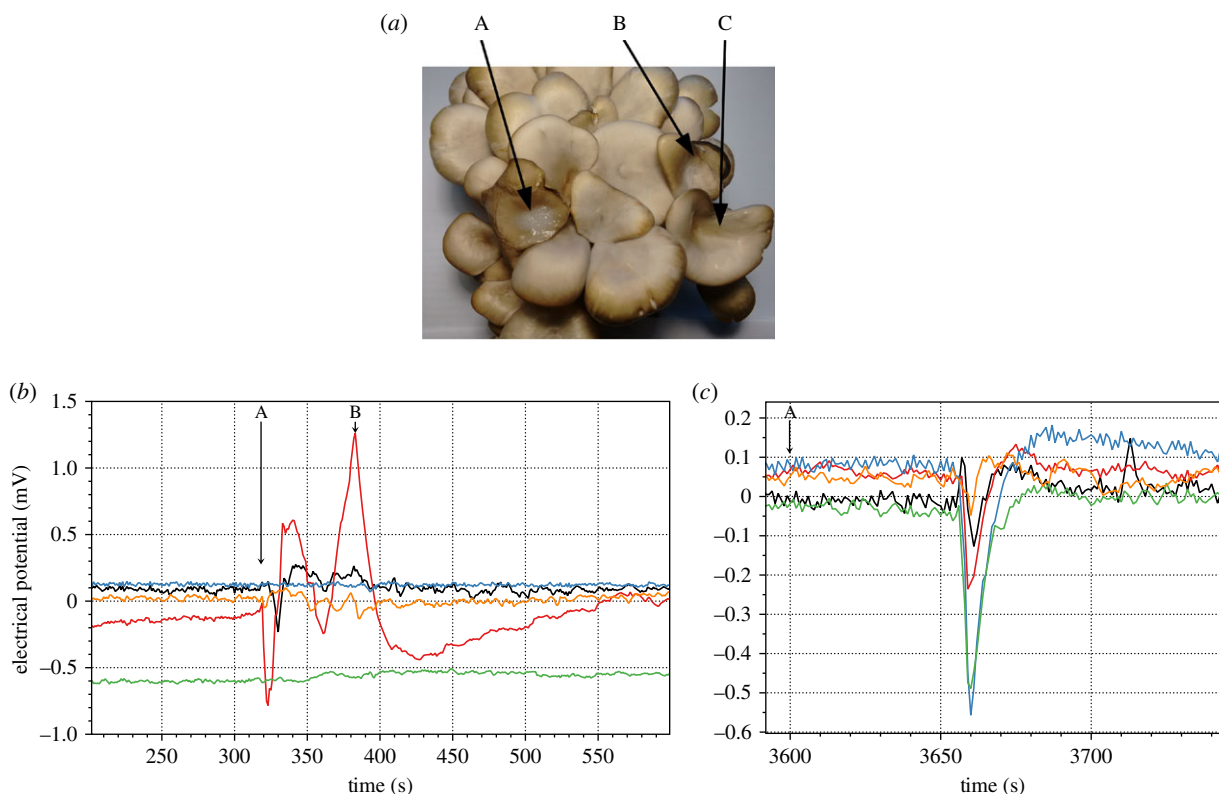 (a)
A B C
(b)
1.5
1.0
0.5
0
–0.5
–1.0
electrical potential (mV)
A B
250 300 350 400 450 500 550
time (s)
(c)
0.2
0.1
0
–0.1
–0.2
–0.3
–0.4
–0.5
–0.6
A
3600 3650 3700
time (s)